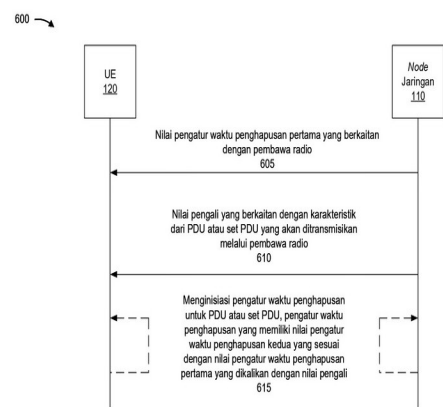 600
UE
120
Node
Jaringan
110
Nilai pengatur waktu penghapusan pertama yang berkaitan
dengan pembawa radio
605
Nilai pengali yang berkaitan dengan karakteristik
dari PDU atau set PDU yang akan ditransmisikan
melalui pembawa radio
610
Menginisiasi pengatur waktu penghapusan
untuk PDU atau set PDU, pengatur waktu
penghapusan yang memiliki nilai pengatur
waktu penghapusan kedua yang sesuai
dengan nilai pengatur waktu penghapusan
pertama yang dikalikan dengan nilai pengali
615